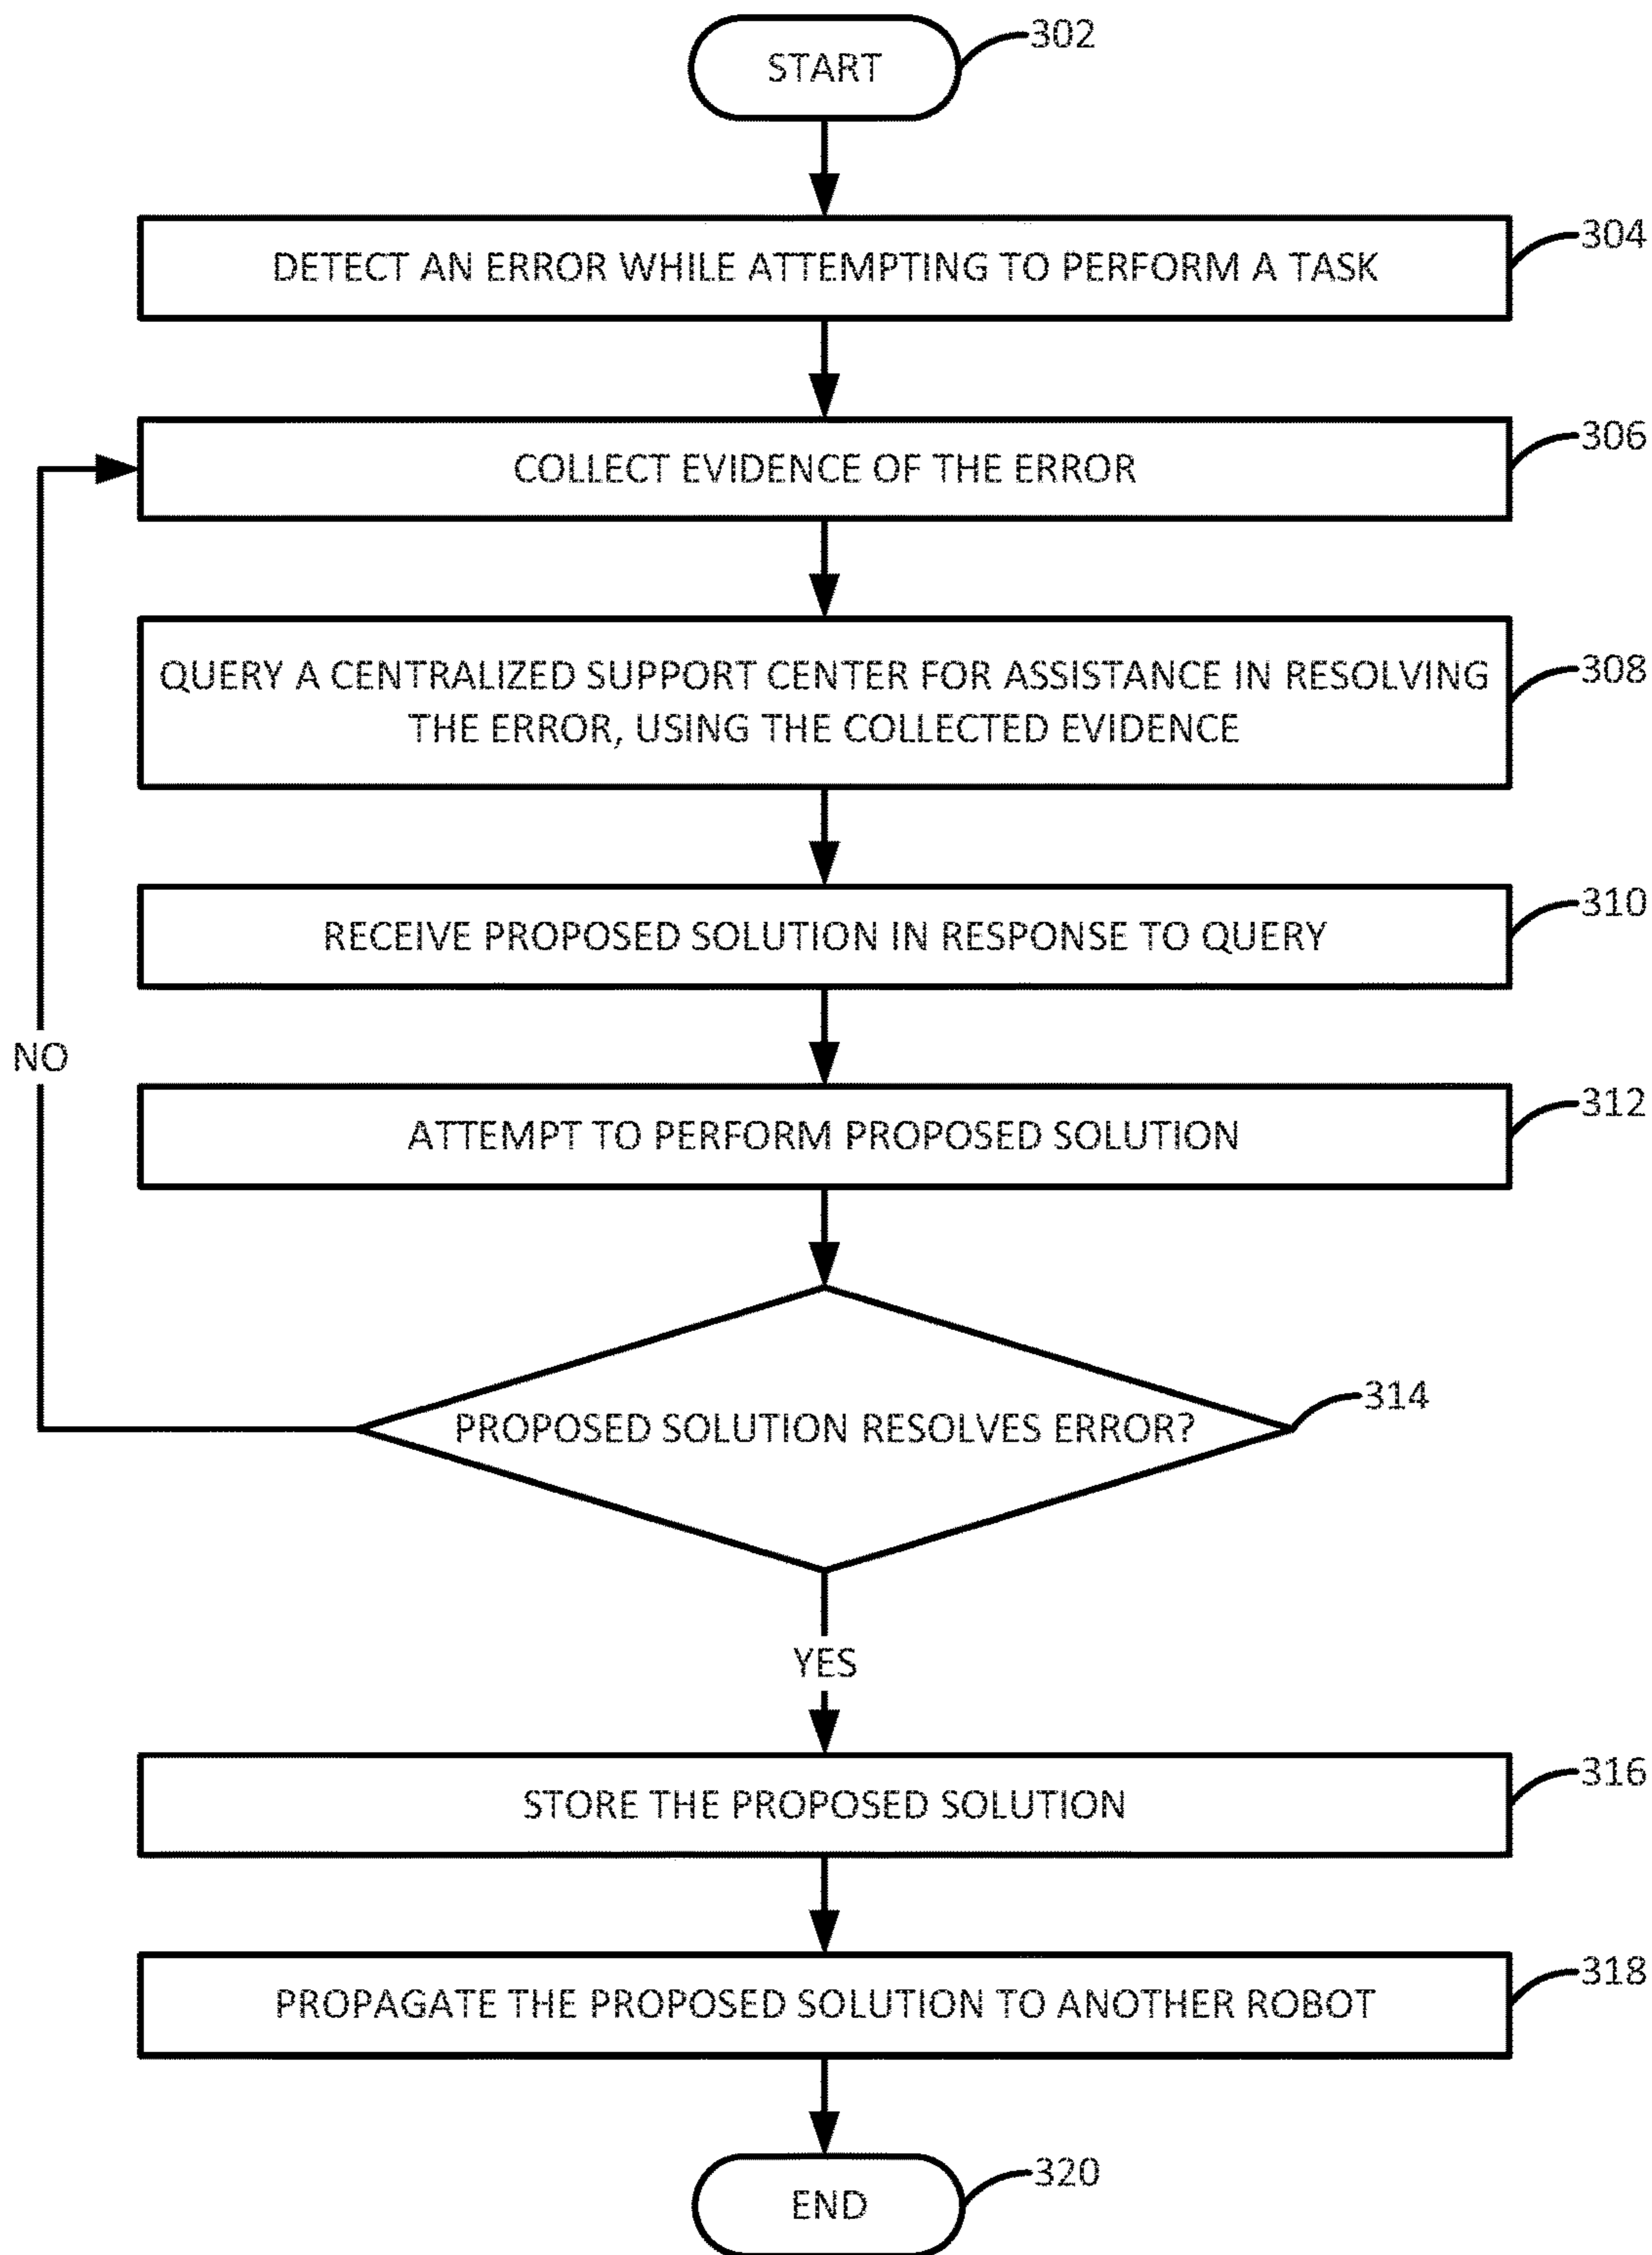 START
302
DETECT AN ERROR WHILE ATTEMPTING TO PERFORM A TASK
304
COLLECT EVIDENCE OF THE ERROR
306
QUERY A CENTRALIZED SUPPORT CENTER FOR ASSISTANCE IN RESOLVING
THE ERROR, USING THE COLLECTED EVIDENCE
308
RECEIVE PROPOSED SOLUTION IN RESPONSE TO QUERY
310
NO
ATTEMPT TO PERFORM PROPOSED SOLUTION
312
PROPOSED SOLUTION RESOLVES ERROR?
314
YES
STORE THE PROPOSED SOLUTION
316
PROPAGATE THE PROPOSED SOLUTION TO ANOTHER ROBOT
318
END
320